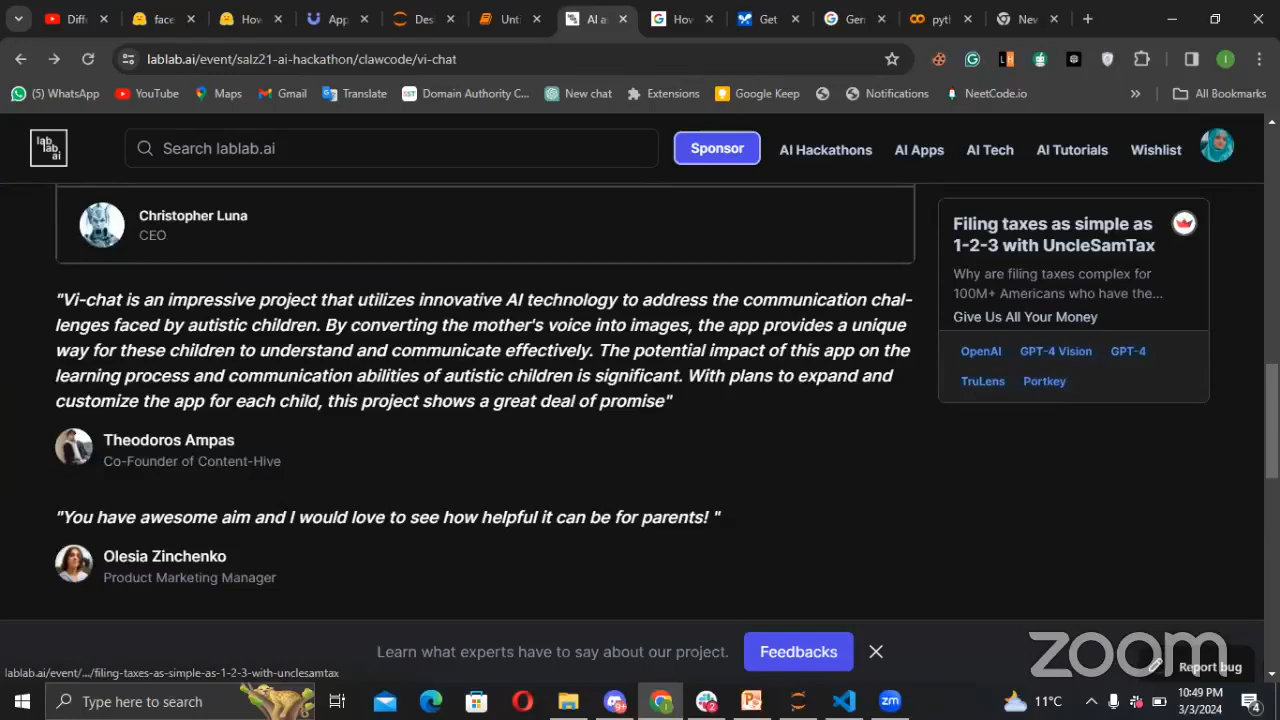 Diff
face
How
App
Des
Unti
AI a
Hov
Get
Gen
pyth
Nev
lablab.ai/event/salz21-ai-hackathon/clawcode/vi-chat
(5) WhatsApp
YouTube
Maps
Gmail
Translate
Domain Authority C...
New chat
Extensions
Google Keep
Notifications
NeetCode.io
»
All Bookmarks
lab
lab
ai
Search lablab.ai
Sponsor
AI Hackathons
AI Apps
AI Tech
AI Tutorials
Wishlist
Christopher Luna
CEO
"Vi-chat is an impressive project that utilizes innovative AI technology to address the communication chal-
lenges faced by autistic children. By converting the mother's voice into images, the app provides a unique
way for these children to understand and communicate effectively. The potential impact of this app on the
learning process and communication abilities of autistic children is significant. With plans to expand and
customize the app for each child, this project shows a great deal of promise"
Theodoros Ampas
Co-Founder of Content-Hive
"You have awesome aim and I would love to see how helpful it can be for parents! "
Olesia Zinchenko
Product Marketing Manager
Filing taxes as simple as
1-2-3 with UncleSamTax
Why are filing taxes complex for
100M+ Americans who have the...
Give Us All Your Money
OpenAI
GPT-4 Vision
GPT-4
TruLens
Portkey
Learn what experts have to say about our project.
Feedbacks
zoom
Report bug
lablab.ai/event/.../filing-taxes-as-simple-as-1-2-3-with-unclesamtax
Type here to search
11°C
10:49 PM
3/3/2024